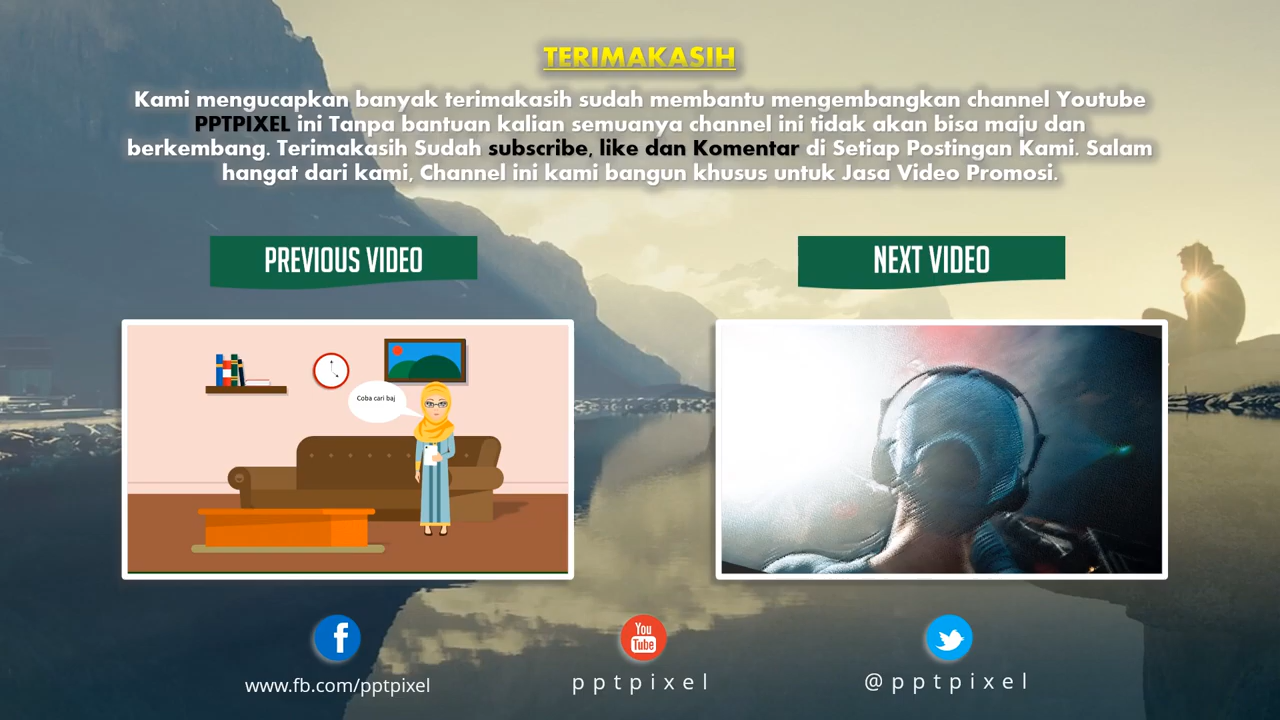 TERIMAKASIH
Kami mengucapkan banyak terimakasih sudah membantu mengembangkan channel Youtube
PPTPIXEL ini Tanpa bantuan kalian semuanya channel ini tidak akan bisa maju dan
berkembang. Terimakasih Sudah subscribe, like dan Komentar di Setiap Postingan Kami. Salam
hangat dari kami, Channel ini kami bangun khusus untuk Jasa Video Promosi.
PREVIOUS VIDEO
NEXT VIDEO
Coba cari baj
f
You
Tube
www.fb.com/pptpixel
pptpixel
@pptpixel